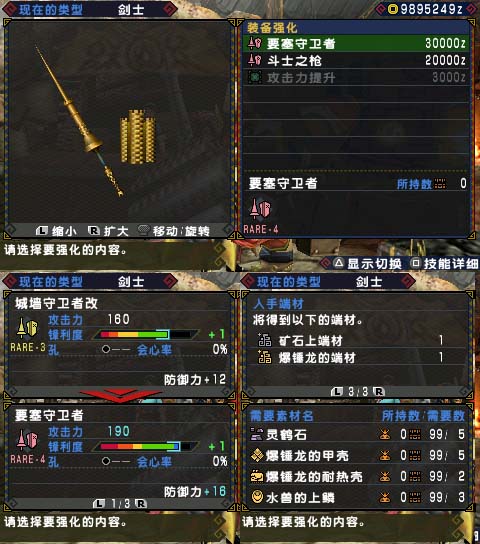 现在的类型 剑士
缩小 扩大 移动/旋转
请选择要强化的内容。
9895249z
装备强化
要塞守卫者 30000z
斗士之枪 20000z
攻击力提升 3000z
要塞守卫者 所持数 0
RARE-4
显示切换 技能详细
现在的类型 剑士
城墙守卫者改
攻击力 160
锋利度 +1
RARE-3 孔 ―― 会心率 0%
防御力+12
要塞守卫者
攻击力 190
锋利度 +1
RARE-4 孔 ―― 会心率 0%
防御力+16
L 1/3 R
请选择要强化的内容。
现在的类型 剑士
入手端材
将得到以下的端材。
矿石上端材 1
爆锤龙的端材 1
L 3/3 R
需要素材名 所持数/需要数
灵鹤石 0 99/ 5
爆锤龙的甲壳 0 99/ 5
爆锤龙的耐热壳 0 99/ 2
水兽的上鳞 0 99/ 3
请选择要强化的内容。